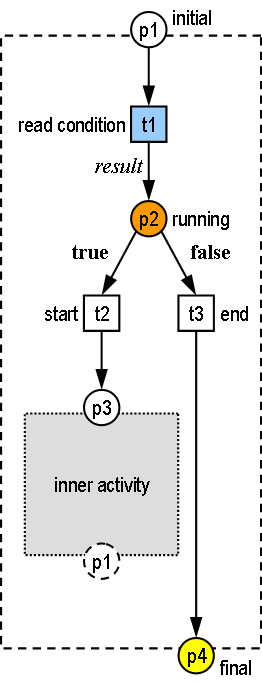 p1 initial
read condition t1
result
p2 running
true false
start t2 t3 end
p3
inner activity
p1
p4 final